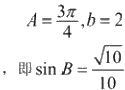 A = 3π/4, b = 2
，即 sin B = √10/10